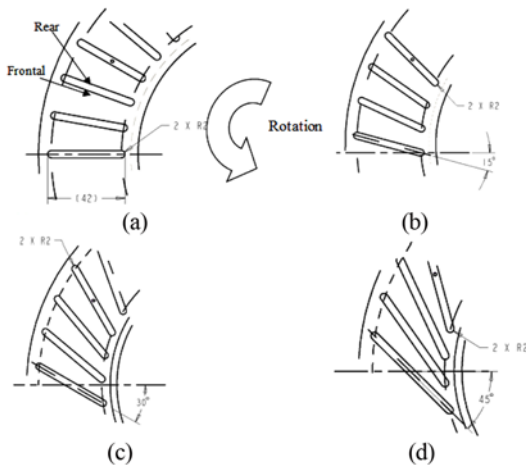 Rear
Frontal
2 X R2
Rotation
(42)
(a)
2 X R2
15°
(b)
2 X R2
30°
(c)
2 X R2
45°
(d)